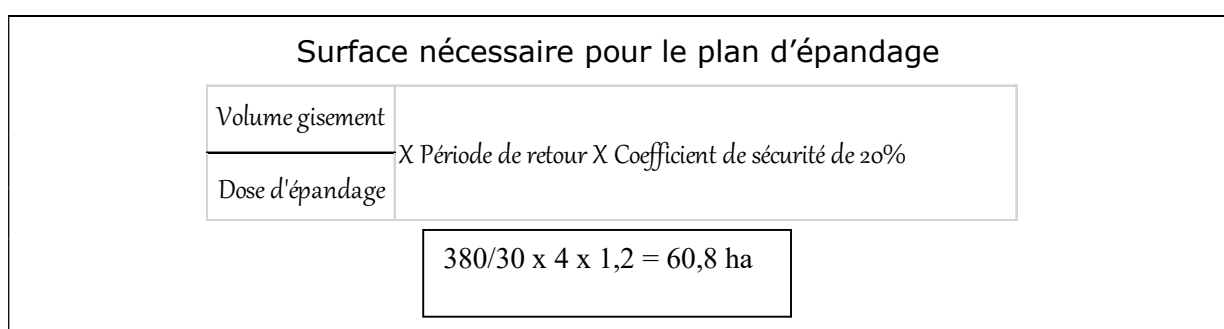 Surface nécessaire pour le plan d’épandage
Volume gisement
X Période de retour X Coefficient de sécurité de 20%
Dose d'épandage
380/30 x 4 x 1,2 = 60,8 ha